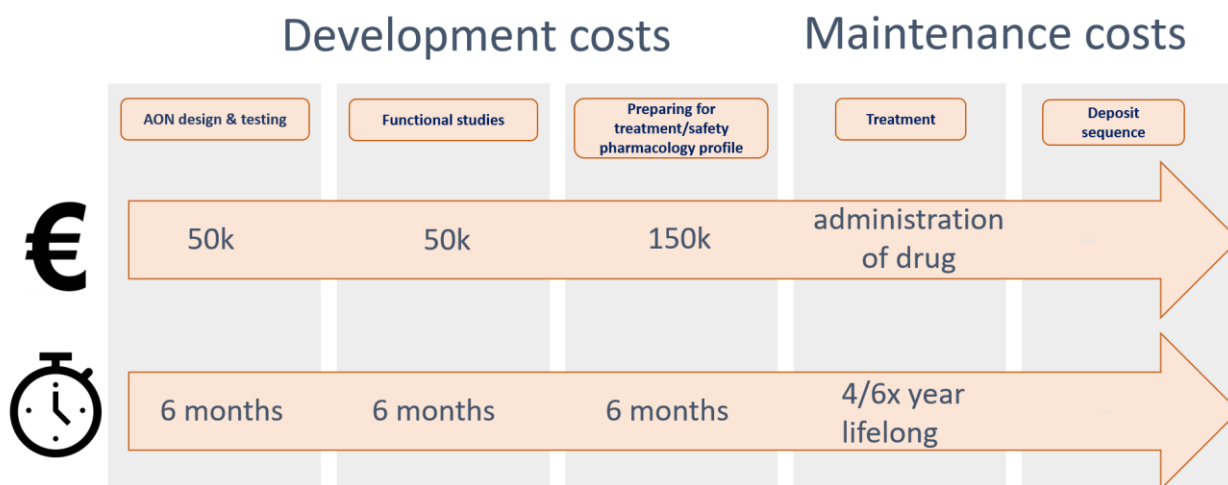 Development costs
Maintenance costs
AON design & testing
Functional studies
Preparing for
treatment/safety
pharmacology profile
Treatment
Deposit
sequence
€
50k
50k
150k
administration
of drug
6 months
6 months
6 months
4/6x year
lifelong